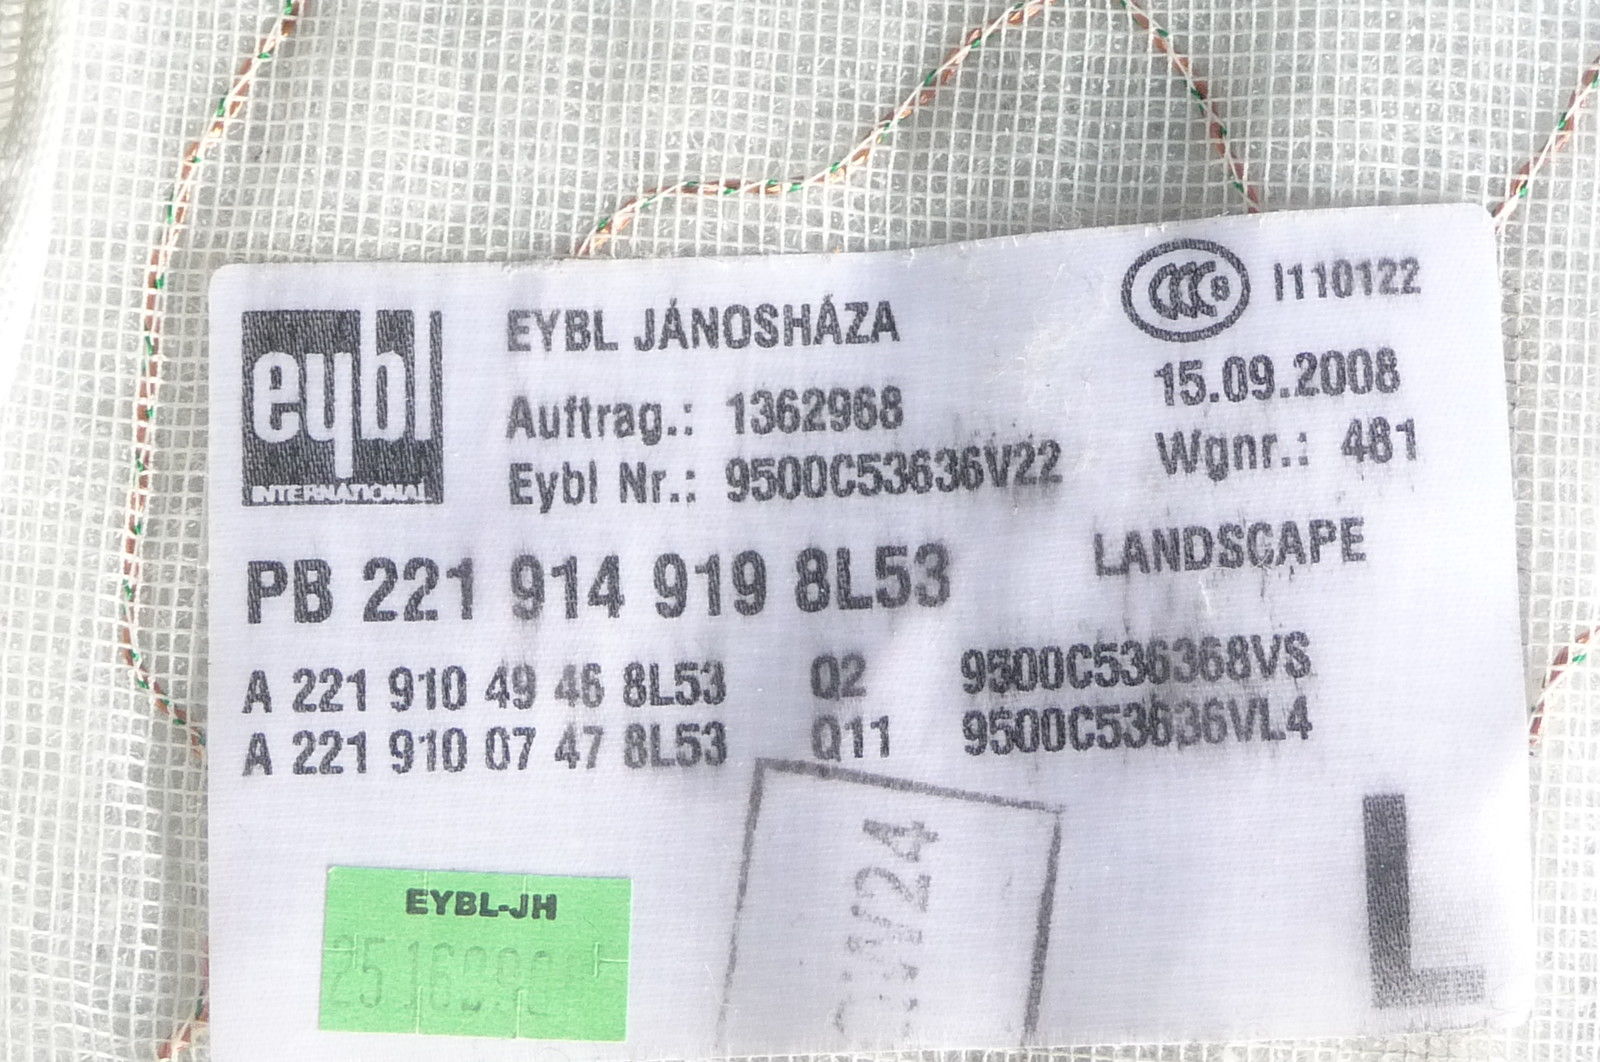 eybl
INTERNATIONAL
EYBL JÁNOSHÁZA
CCC S I110122
Auftrag.: 1362968
15.09.2008
Eybl Nr.: 9500C53636V22
Wgnr.: 481
PB 221 914 919 8L53
LANDSCAPE
A 221 910 49 46 8L53 Q2 9500C536368VS
A 221 910 07 47 8L53 Q11 9500C53636VL4
L
EYBL-JH